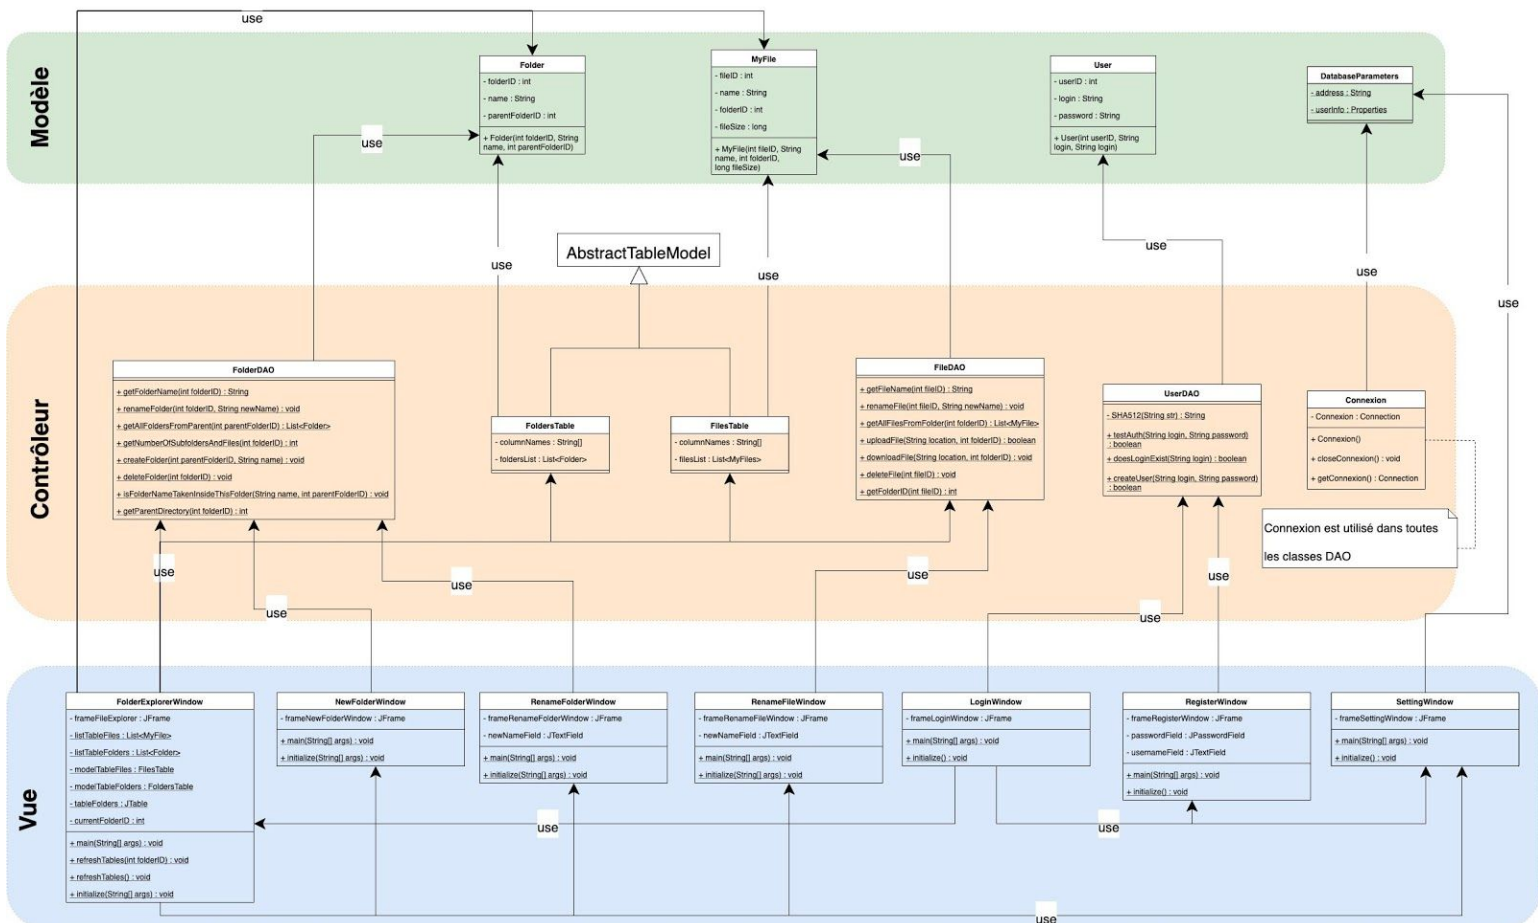 use
Modèle
Folder
- folderID : int
- name : String
- parentFolderID : int
+ Folder(int folderID, String
name, int parentFolderID)
MyFile
- fileID : int
- name : String
- folderID : int
- fileSize : long
+ MyFile(int fileID, String
name, int folderID,
long fileSize)
User
- userID : int
- login : String
- password : String
+ User(int userID, String
login, String login)
DatabaseParameters
- address : String
- userInfo : Properties
use
use
use
use
use
use
use
AbstractTableModel
Contrôleur
FolderDAO
+ getFolderName(int folderID) : String
+ renameFolder(int folderID, String newName) : void
+ getAllFoldersFromParent(int parentFolderID) : List<Folder>
+ getNumberOfSubfoldersAndFiles(int folderID) : int
+ createFolder(int parentFolderID, String name) : void
+ deleteFolder(int folderID) : void
+ isFolderNameTakenInsideThisFolder(String name, int parentFolderID) : void
+ getParentDirectory(int folderID) : int
FoldersTable
- columnNames : String[]
- foldersList : List<Folder>
FilesTable
- columnNames : String[]
- filesList : List<MyFiles>
FileDAO
+ getFileName(int fileID) : String
+ renameFile(int fileID, String newName) : void
+ getAllFilesFromFolder(int folderID) : List<MyFile>
+ uploadFile(String location, int folderID) : boolean
+ downloadFile(String location, int folderID) : void
+ deleteFile(int fileID) : void
+ getFolderID(int fileID) : int
UserDAO
- SHA512(String str) : String
+ testAuth(String login, String password)
: boolean
+ doesLoginExist(String login) : boolean
+ createUser(String login, String password)
: boolean
Connexion
- Connexion : Connection
+ Connexion()
+ closeConnexion() : void
+ getConnexion() : Connection
Connexion est utilisé dans toutes
les classes DAO
use
use
use
use
use
use
Vue
FolderExplorerWindow
- frameFileExplorer : JFrame
- listTableFiles : List<MyFile>
- listTableFolders : List<Folder>
- modelTableFiles : FilesTable
- modelTableFolders : FoldersTable
- tableFolders : JTable
- currentFolderID : int
+ main(String[] args) : void
+ refreshTables(int folderID) : void
+ refreshTables() : void
+ initialize(String[] args) : void
NewFolderWindow
- frameNewFolderWindow : JFrame
+ main(String[] args) : void
+ initialize(String[] args) : void
RenameFolderWindow
- frameRenameFolderWindow : JFrame
- newNameField : JTextField
+ main(String[] args) : void
+ initialize(String[] args) : void
RenameFileWindow
- frameRenameFileWindow : JFrame
- newNameField : JTextField
+ main(String[] args) : void
+ initialize(String[] args) : void
LoginWindow
- frameLoginWindow : JFrame
+ main(String[] args) : void
+ initialize() : void
RegisterWindow
- frameRegisterWindow : JFrame
- passwordField : JPasswordField
- usernameField : JTextField
+ main(String[] args) : void
+ initialize() : void
SettingWindow
- frameSettingWindow : JFrame
+ main(String[] args) : void
+ initialize() : void
use
use
use